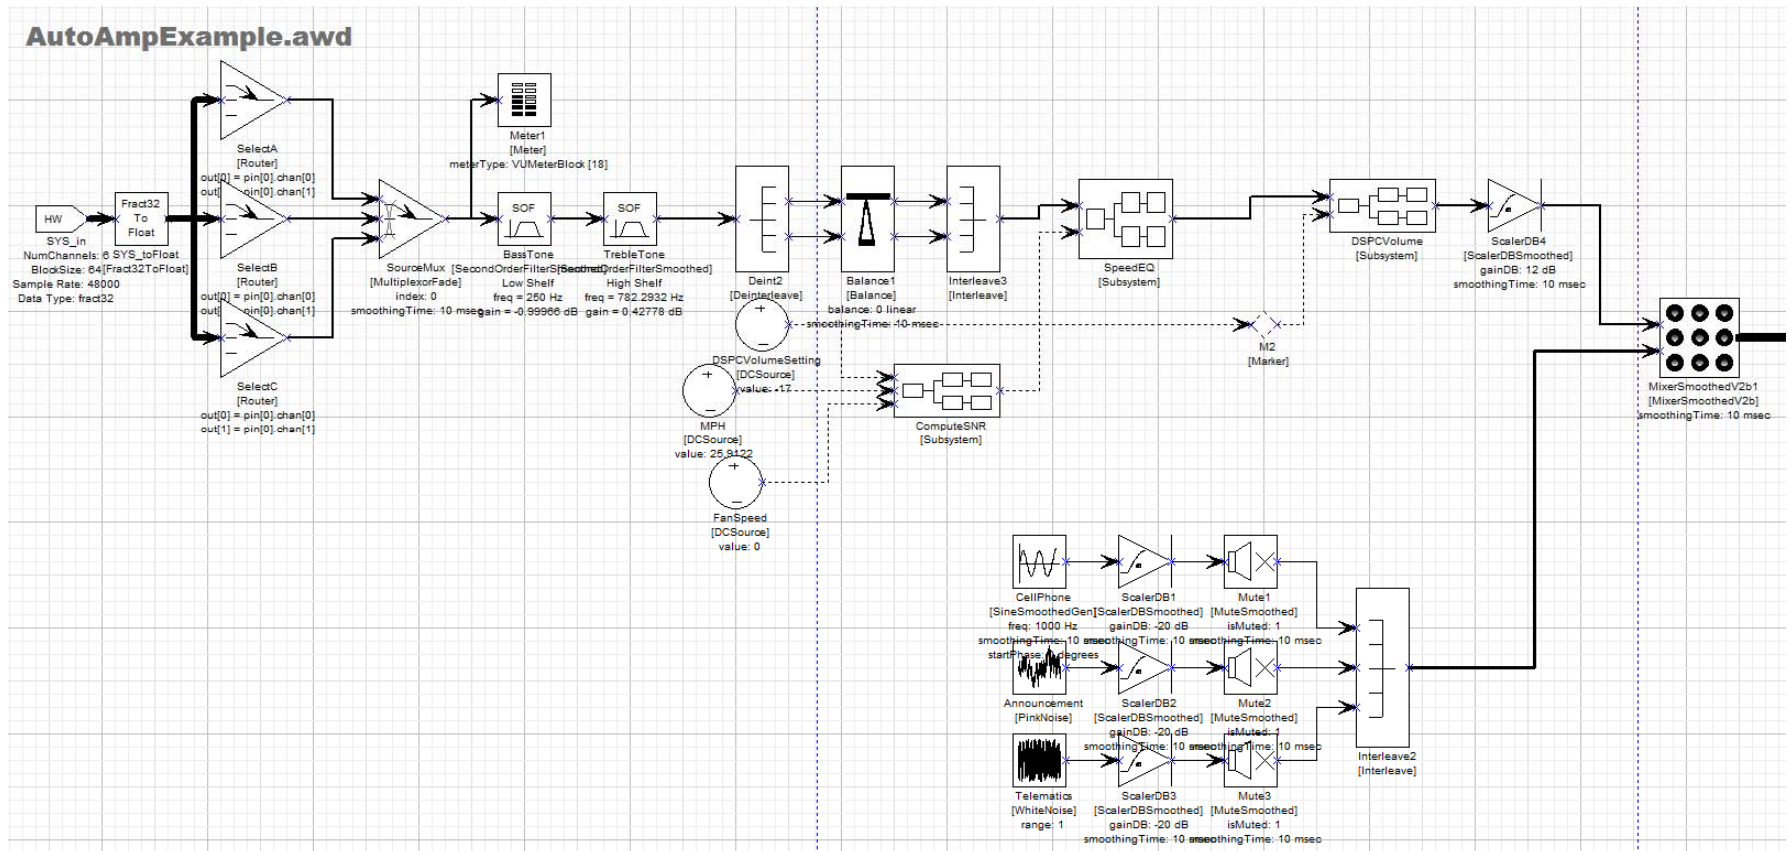 AutoAmpExample.awd
SelectA
[Router]
out[0] = pin[0].chan[0]
out[ pin[0].chan[1]
Meter1
[Meter]
meterType: VUMeterBlock [18]
HW
SYS_in
NumChannels: 6
BlockSize: 64
Sample Rate: 48000
Data Type: fract32
Fract32
To
Float
SYS_toFloat
[Fract32ToFloat]
SelectB
[Router]
out[0] = pin[0].chan[0]
out[ pin[0].chan[1]
SelectC
[Router]
out[0] = pin[0].chan[0]
out[1] = pin[0].chan[1]
SourceMux
[MultiplexorFade]
index: 0
smoothingTime: 10 msec
SOF
BassTone
Low Shelf
freq = 250 Hz
gain = -0.99966 dB
SOF
TrebleTone
[SecondOrderFilterSmoothed]
High Shelf
freq = 782.2932 Hz
gain = 0.42778 dB
Deint2
[Deinterleave]
Balance1
[Balance]
balance: 0 linear
smoothingTime: 10 msec
Interleave3
[Interleave]
SpeedEQ
[Subsystem]
DSPCVolume
[Subsystem]
ScalerDB4
[ScalerDBSmoothed]
gainDB: 12 dB
smoothingTime: 10 msec
DSPCVolumeSetting
[DCSource]
value: -17
M2
[Marker]
MixerSmoothedV2b1
[MixerSmoothedV2b]
smoothingTime: 10 msec
MPH
[DCSource]
value: 25.9122
ComputeSNR
[Subsystem]
FanSpeed
[DCSource]
value: 0
CellPhone
[SineSmoothedGen]
freq: 1000 Hz
smoothingTime: 10 msec
startPhase: degrees
ScalerDB1
[ScalerDBSmoothed]
gainDB: -20 dB
smoothingTime: 10 msec
Mute1
[MuteSmoothed]
isMuted: 1
smoothingTime: 10 msec
Announcement
[PinkNoise]
ScalerDB2
[ScalerDBSmoothed]
gainDB: -20 dB
smoothingTime: 10 msec
Mute2
[MuteSmoothed]
isMuted: 1
smoothingTime: 10 msec
Telematics
[WhiteNoise]
range: 1
ScalerDB3
[ScalerDBSmoothed]
gainDB: -20 dB
smoothingTime: 10 msec
Mute3
[MuteSmoothed]
isMuted: 1
smoothingTime: 10 msec
Interleave2
[Interleave]